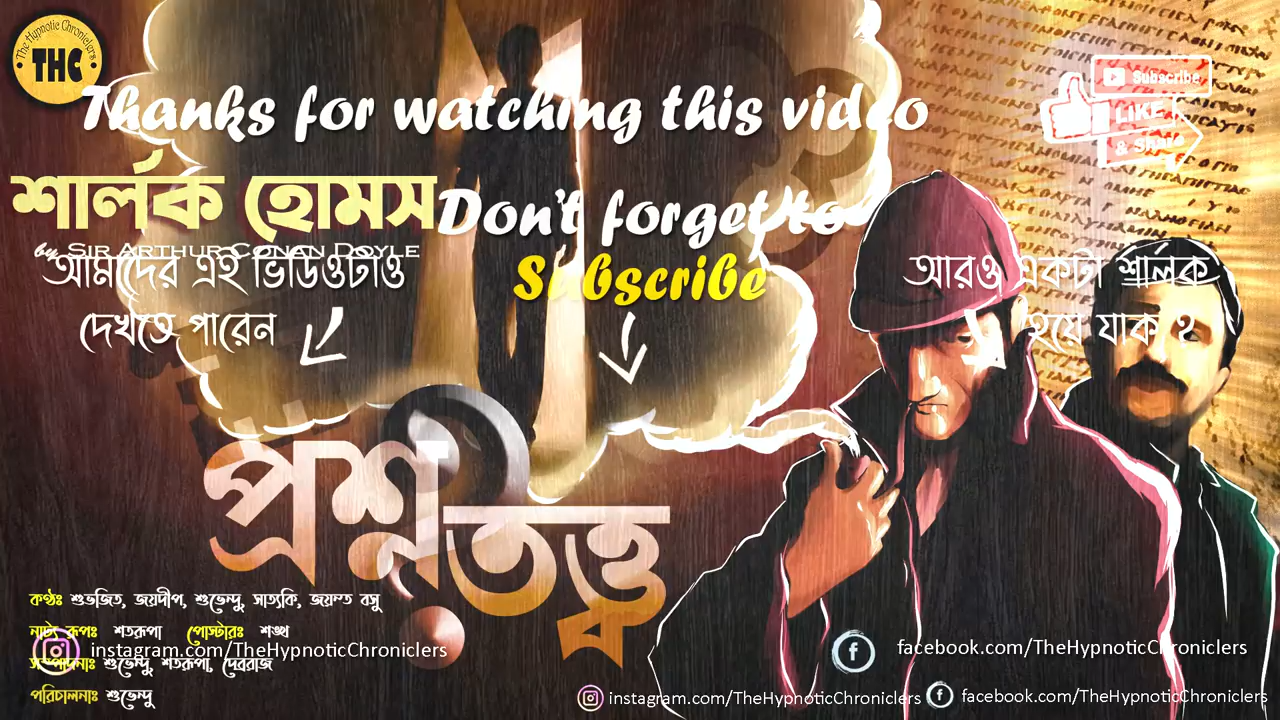 The Hypnotic Chroniclers
THC
Thanks for watching this video
Subscribe
LIKE
& Share
শার্লক হোমস
by Sir Arthur Conan Doyle
Don't forget to
Subscribe
আমাদের এই ভিডিওটাও
দেখতে পারেন
আরও একটা শার্লক
হয়ে যাক ?
প্রশ্নতত্ত্ব
কণ্ঠঃ শুভজিত, জয়দীপ, শুভেন্দু, সাত্যকি, জয়ন্ত বসু
নাট্য রূপঃ শতরূপা পোস্টারঃ শঙ্খ
instagram.com/TheHypnoticChroniclers
facebook.com/TheHypnoticChroniclers
সম্পাদনাঃ শুভেন্দু, শতরূপা, দেবরাজ
পরিচালনাঃ শুভেন্দু
instagram.com/TheHypnoticChroniclers
facebook.com/TheHypnoticChroniclers